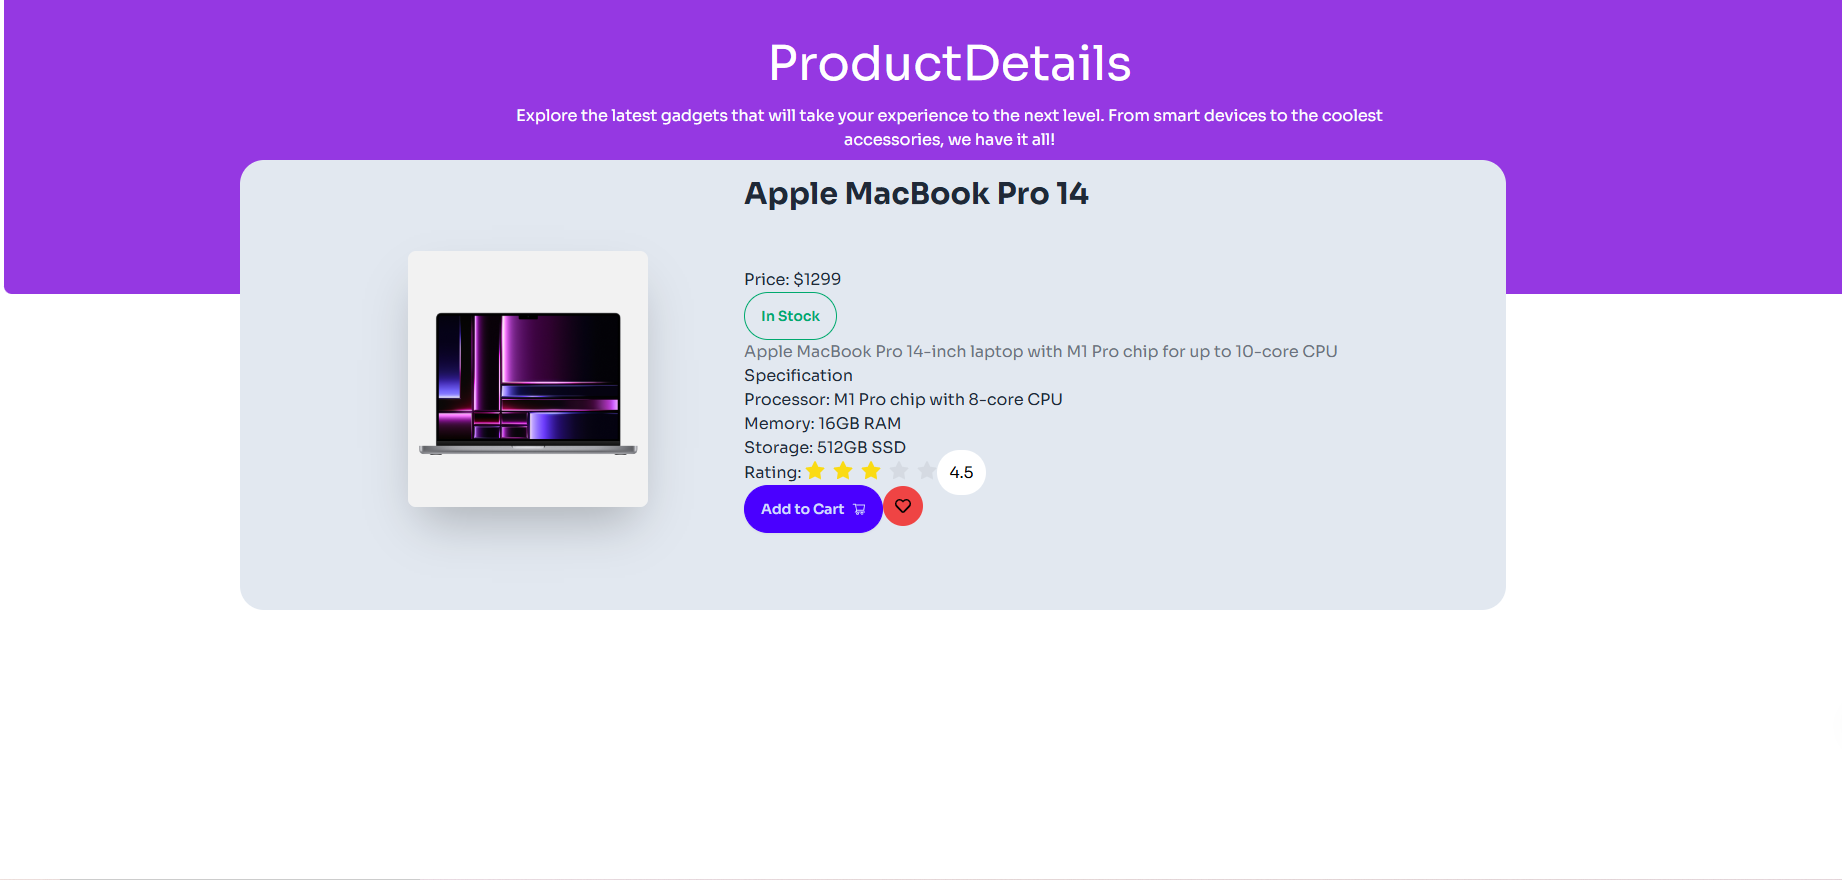 ProductDetails
Explore the latest gadgets that will take your experience to the next level. From smart devices to the coolest
accessories, we have it all!
Apple MacBook Pro 14
Price: $1299
In Stock
Apple MacBook Pro 14-inch laptop with M1 Pro chip for up to 10-core CPU
Specification
Processor: M1 Pro chip with 8-core CPU
Memory: 16GB RAM
Storage: 512GB SSD
Rating: 4.5
Add to Cart